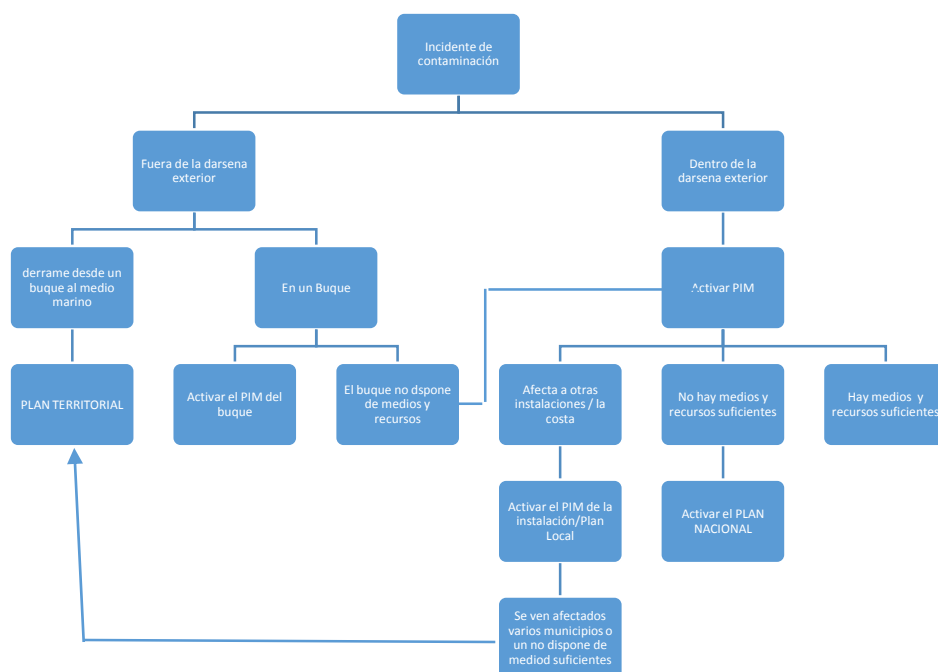 Incidente de
contaminación
Fuera de la darsena
exterior
Dentro de la
darsena exterior
derrame desde un
buque al medio
marino
En un Buque
Activar PIM
PLAN TERRITORIAL
Activar el PIM del
buque
El buque no dspone
de medios y
recursos
Afecta a otras
instalaciones / la
costa
No hay medios y
recursos suficientes
Hay medios y
recursos suficientes
Activar el PIM de la
instalación/Plan
Local
Activar el PLAN
NACIONAL
Se ven afectados
varios municipios o
un no dispone de
mediod suficientes